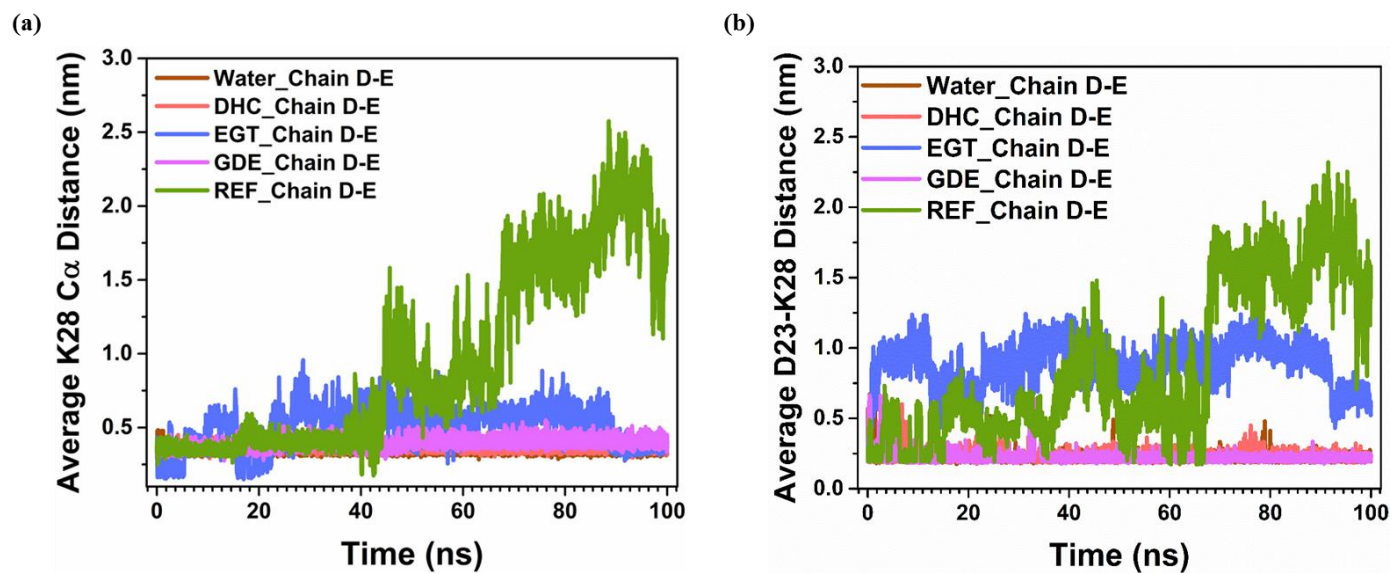 (a)
Average K28 Cα Distance (nm)
3.0
2.5
2.0
1.5
1.0
0.5
Water_Chain D-E
DHC_Chain D-E
EGT_Chain D-E
GDE_Chain D-E
REF_Chain D-E
0 20 40 60 80 100
Time (ns)
(b)
Average D23-K28 Distance (nm)
3.0
2.5
2.0
1.5
1.0
0.5
0.0
Water_Chain D-E
DHC_Chain D-E
EGT_Chain D-E
GDE_Chain D-E
REF_Chain D-E
0 20 40 60 80 100
Time (ns)